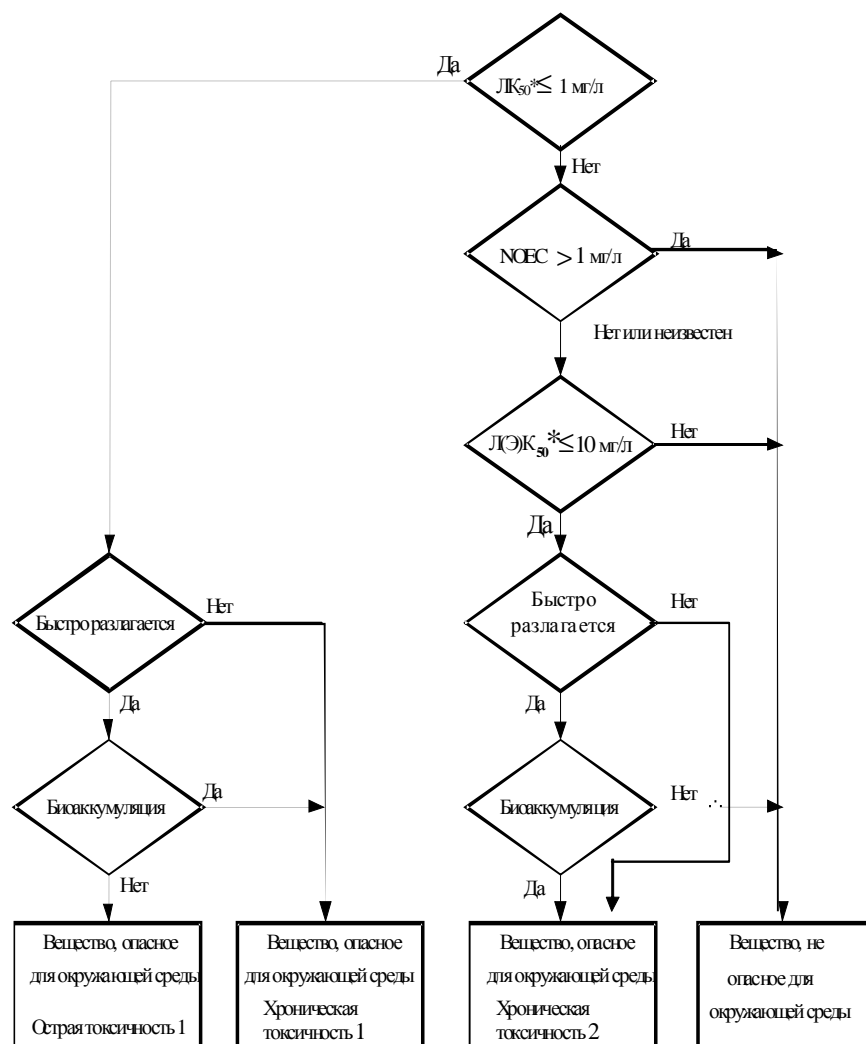 Да
ЛК50*≤ 1 мг/л
Нет
NOEC > 1 мг/л
Да
Нет или неизвестен
Л(Э)К50*≤10 мг/л
Нет
Да
Быстро разлагается
Нет
Быстро
разлагается
Нет
Да
Да
Биоаккумуляция
Да
Биоаккумуляция
Нет
Нет
Да
Вещество, опасное
для окружающей среды
Острая токсичность 1
Вещество, опасное
для окружающей среды
Хроническая
токсичность 1
Вещество, опасное
для окружающей среды
Хроническая
токсичность 2
Вещество, не
опасное для
окружающей среды